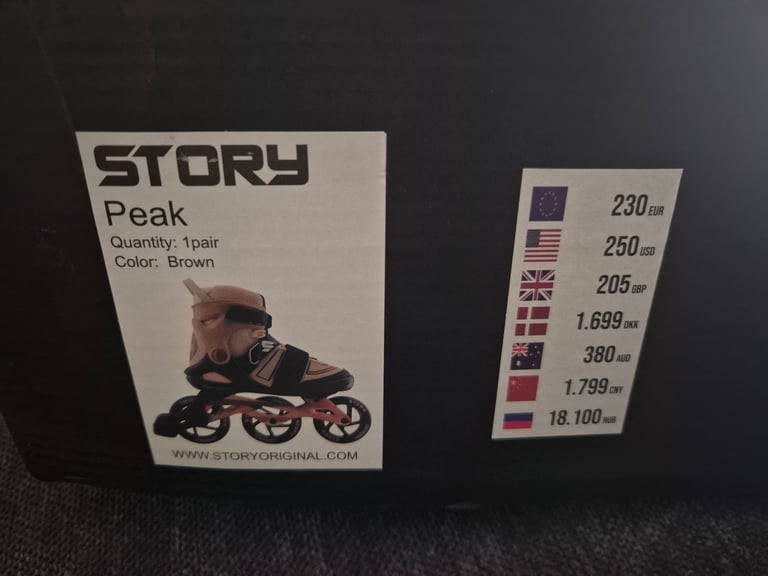 STORY
Peak
Quantity: 1pair
Color: Brown
WWW.STORYORIGINAL.COM
230 EUR
250 USD
205 GBP
1.699 DKK
380 AUD
1.799 CNY
18.100 RUB